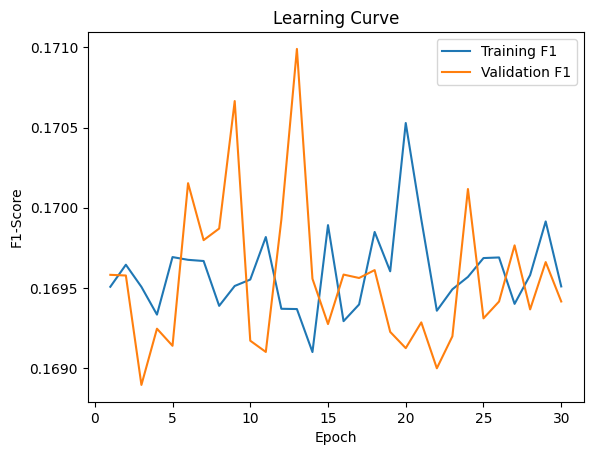 Learning Curve
Training F1
Validation F1
0.1710
0.1705
0.1700
0.1695
0.1690
F1-Score
0 5 10 15 20 25 30
Epoch